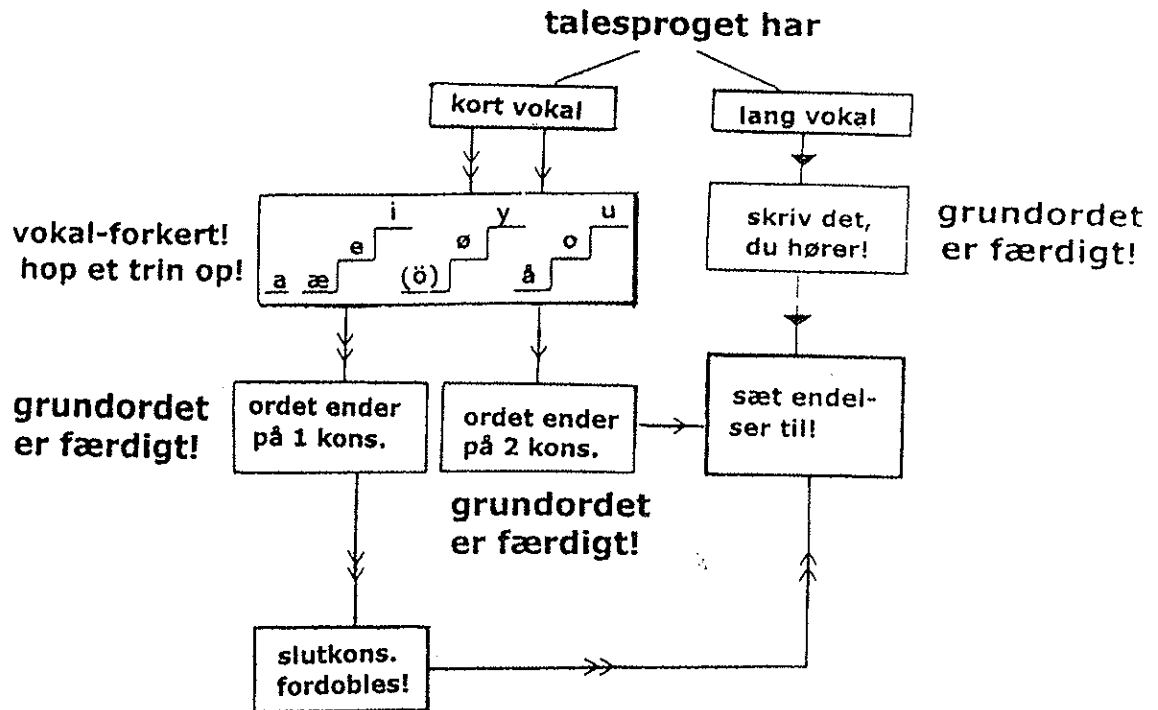 talesproget har
kort vokal
lang vokal
i
y
u
e
ø
o
a
æ
(ö)
å
vokal-forkert!
hop et trin op!
skriv det,
du hører!
grundordet
er færdigt!
grundordet
er færdigt!
ordet ender
på 1 kons.
ordet ender
på 2 kons.
sæt endel-
ser til!
grundordet
er færdigt!
slutkons.
fordobles!